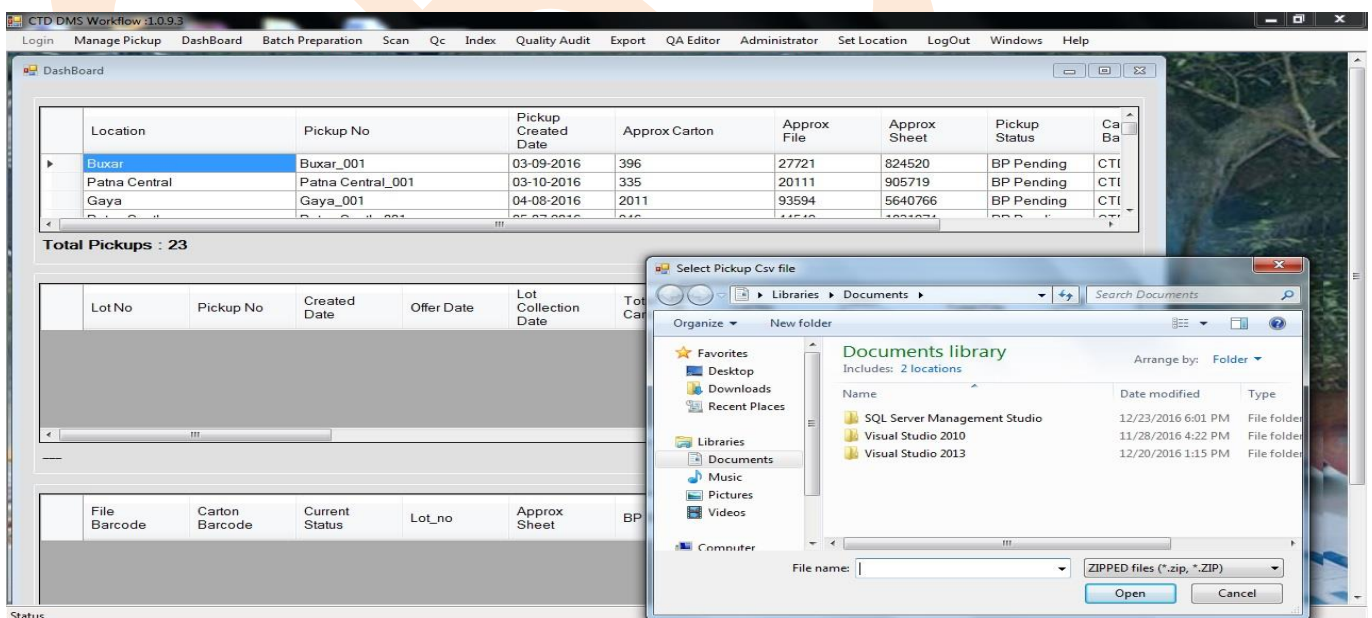 CTD DMS Workflow :1.0.9.3
Login Manage Pickup DashBoard Batch Preparation Scan Qc Index Quality Audit Export QA Editor Administrator Set Location LogOut Windows Help
DashBoard
Location Pickup No Pickup Created Date Approx Carton Approx File Approx Sheet Pickup Status
Buxar Buxar_001 03-09-2016 396 27721 824520 BP Pending
Patna Central Patna Central_001 03-10-2016 335 20111 905719 BP Pending
Gaya Gaya_001 04-08-2016 2011 93594 5640766 BP Pending
Total Pickups : 23
Lot No Pickup No Created Date Offer Date Lot Collection Date
File Barcode Carton Barcode Current Status Lot_no Approx Sheet BP
Select Pickup Csv file
Libraries Documents
Search Documents
Organize New folder
Favorites
Desktop
Downloads
Recent Places
Libraries
Documents
Music
Pictures
Videos
Computer
Documents library
Includes: 2 locations
Arrange by: Folder
Name Date modified Type
SQL Server Management Studio 12/23/2016 6:01 PM File folder
Visual Studio 2010 11/28/2016 4:22 PM File folder
Visual Studio 2013 12/20/2016 1:15 PM File folder
File name:
ZIPPED files (*.zip, *.ZIP)
Open Cancel
Status